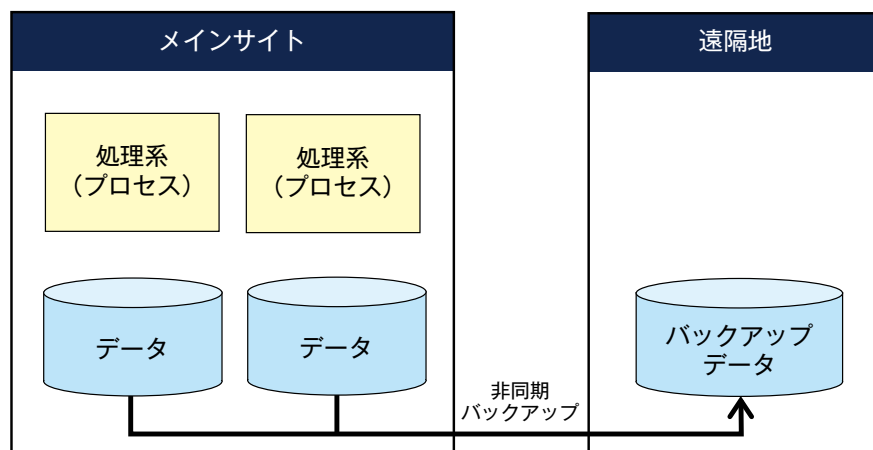 メインサイト
遠隔地
処理系
（プロセス）
処理系
（プロセス）
データ
データ
バックアップ
データ
非同期
バックアップ